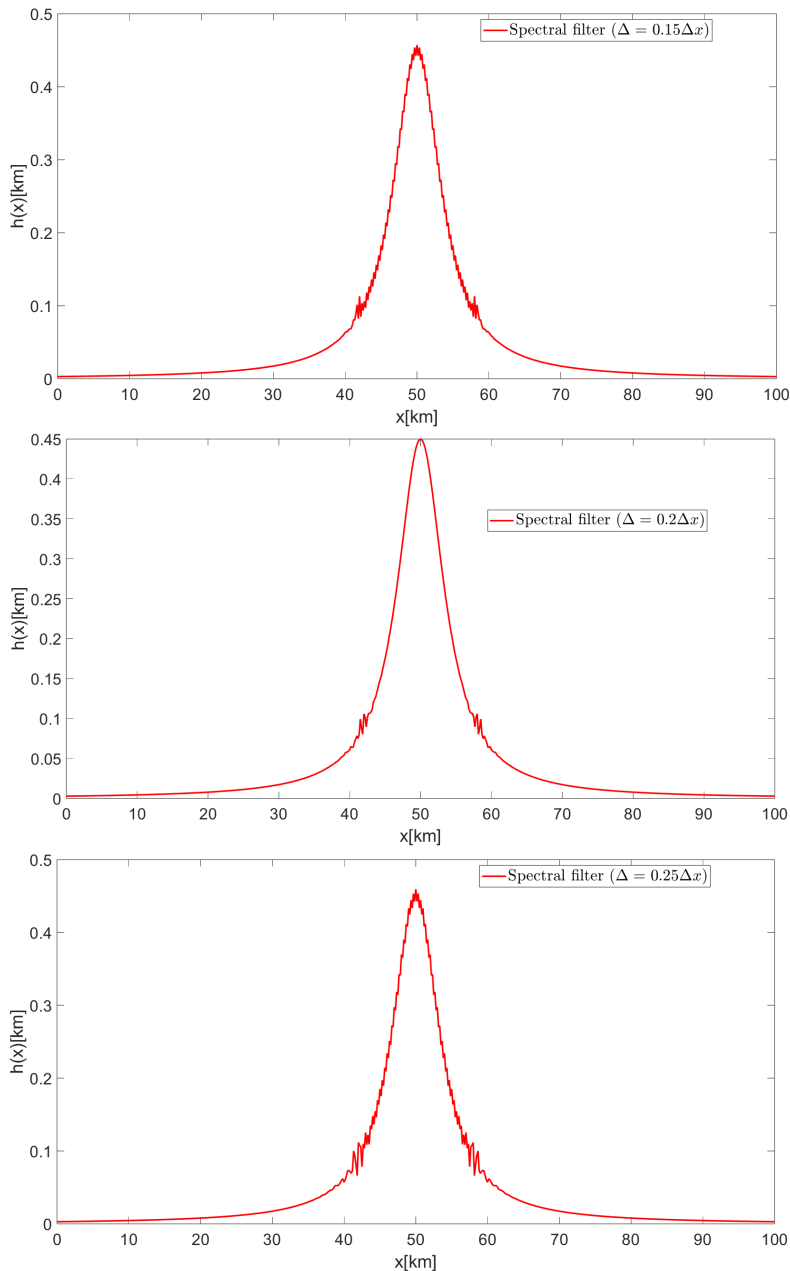 0.5
Spectral filter (Δ = 0.15Δx)
0.4
0.3
h(x)[km]
0.2
0.1
0
0 10 20 30 40 50 60 70 80 90 100
x[km]
0.45
0.4
0.35
Spectral filter (Δ = 0.2Δx)
0.3
0.25
h(x)[km]
0.2
0.15
0.1
0.05
0
0 10 20 30 40 50 60 70 80 90 100
x[km]
0.5
Spectral filter (Δ = 0.25Δx)
0.4
0.3
h(x)[km]
0.2
0.1
0
0 10 20 30 40 50 60 70 80 90 100
x[km]